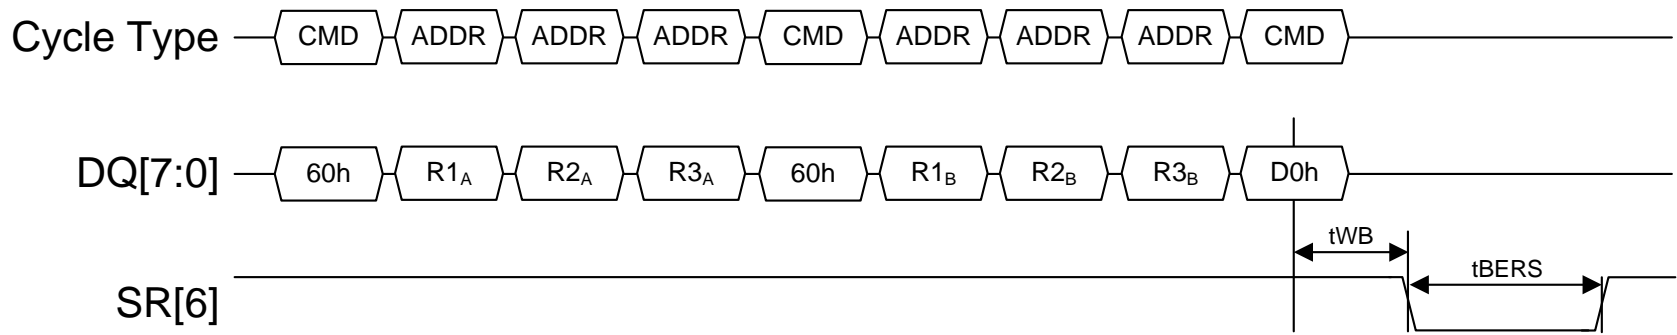 Cycle Type CMD ADDR ADDR ADDR CMD ADDR ADDR ADDR CMD
DQ[7:0] 60h R1A R2A R3A 60h R1B R2B R3B D0h
tWB
tBERS
SR[6]